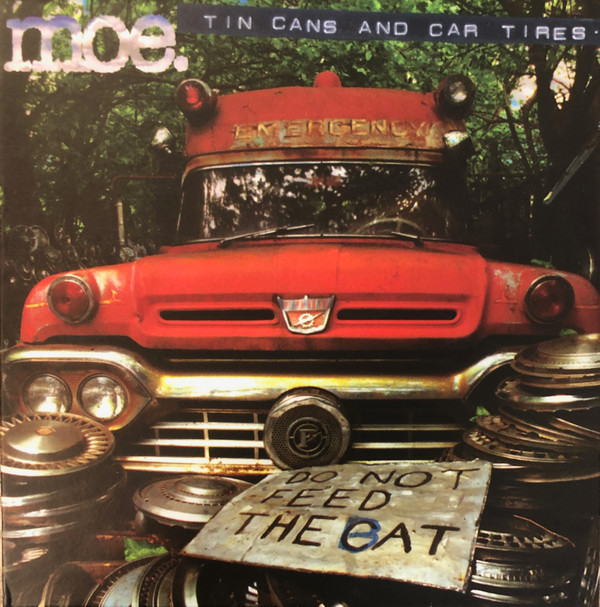 moe.
TIN CANS AND CAR TIRES.
EMERGENCY
DO NOT
FEED
THE CAT